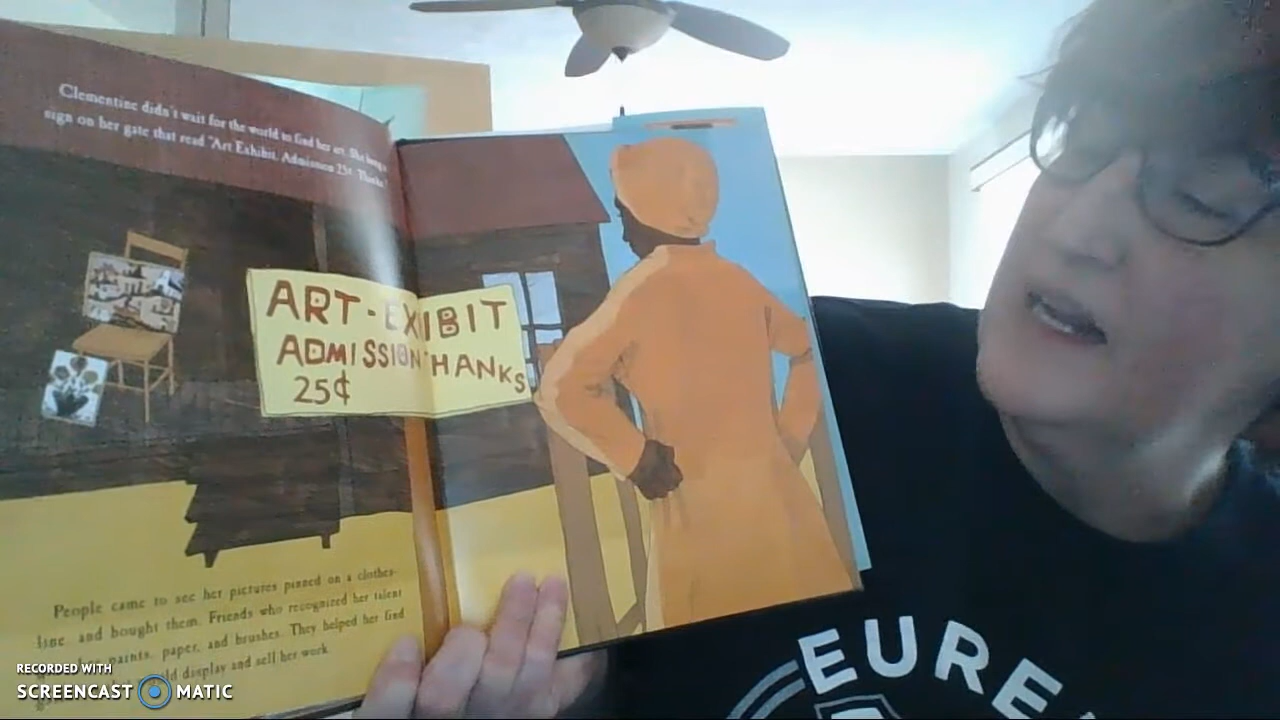 Clementine didn't wait for the world to find her art. She hung a
sign on her gate that read "Art Exhibit. Admission 25¢. Thanks."
ART-EXHIBIT
ADMISSION THANKS
25¢
People came to see her pictures pinned on a clothes-
line, and bought them. Friends who recognized her talent
paints, paper, and brushes. They helped her find
display and sell her work.
RECORDED WITH
SCREENCAST MATIC
EURE